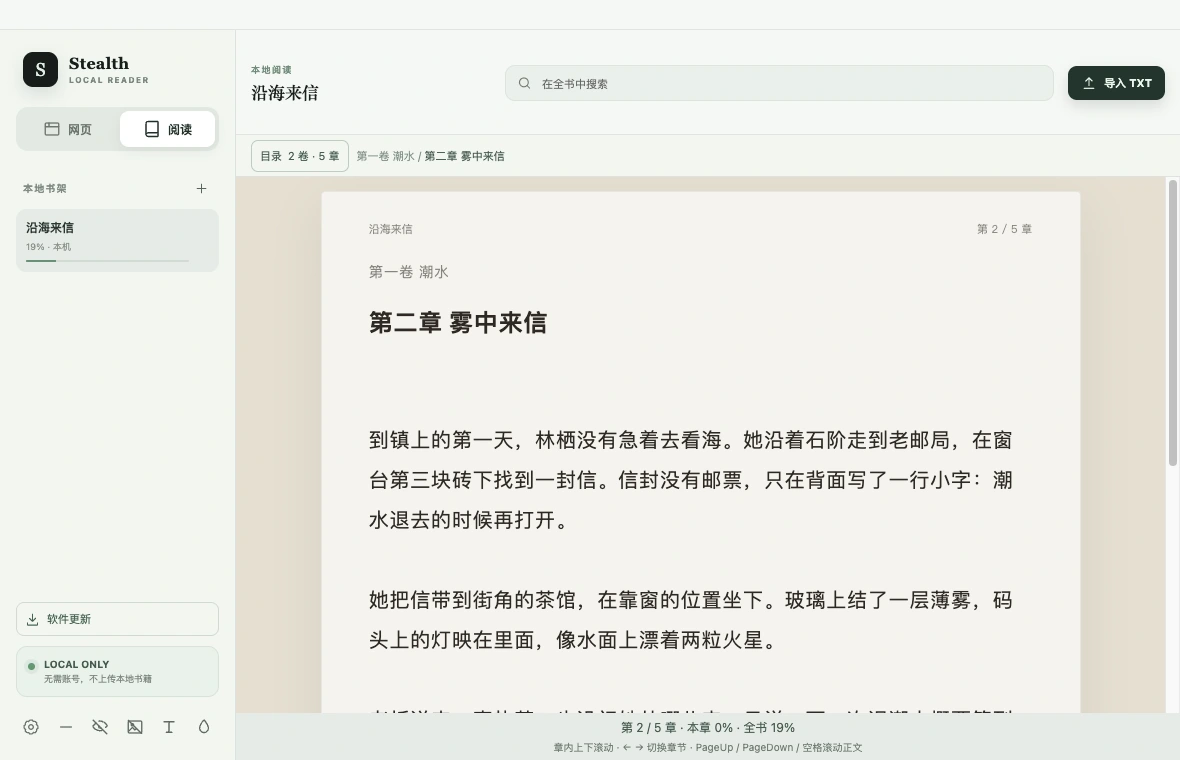 S
Stealth
LOCAL READER
网页
阅读
本地书架
沿海来信
19% · 本机
软件更新
LOCAL ONLY
无需账号，不上传本地书籍
本地阅读
沿海来信
在全书中搜索
导入 TXT
目录 2 卷 · 5 章
第一卷 潮水 / 第二章 雾中来信
沿海来信
第 2 / 5 章
第一卷 潮水
第二章 雾中来信
到镇上的第一天，林栖没有急着去看海。她沿着石阶走到老邮局，在窗
台第三块砖下找到一封信。信封没有邮票，只在背面写了一行小字：潮
水退去的时候再打开。
她把信带到街角的茶馆，在靠窗的位置坐下。玻璃上结了一层薄雾，码
头上的灯映在里面，像水面上漂着两粒火星。
第 2 / 5 章 · 本章 0% · 全书 19%
章内上下滚动 · ← → 切换章节 · PageUp / PageDown / 空格滚动正文